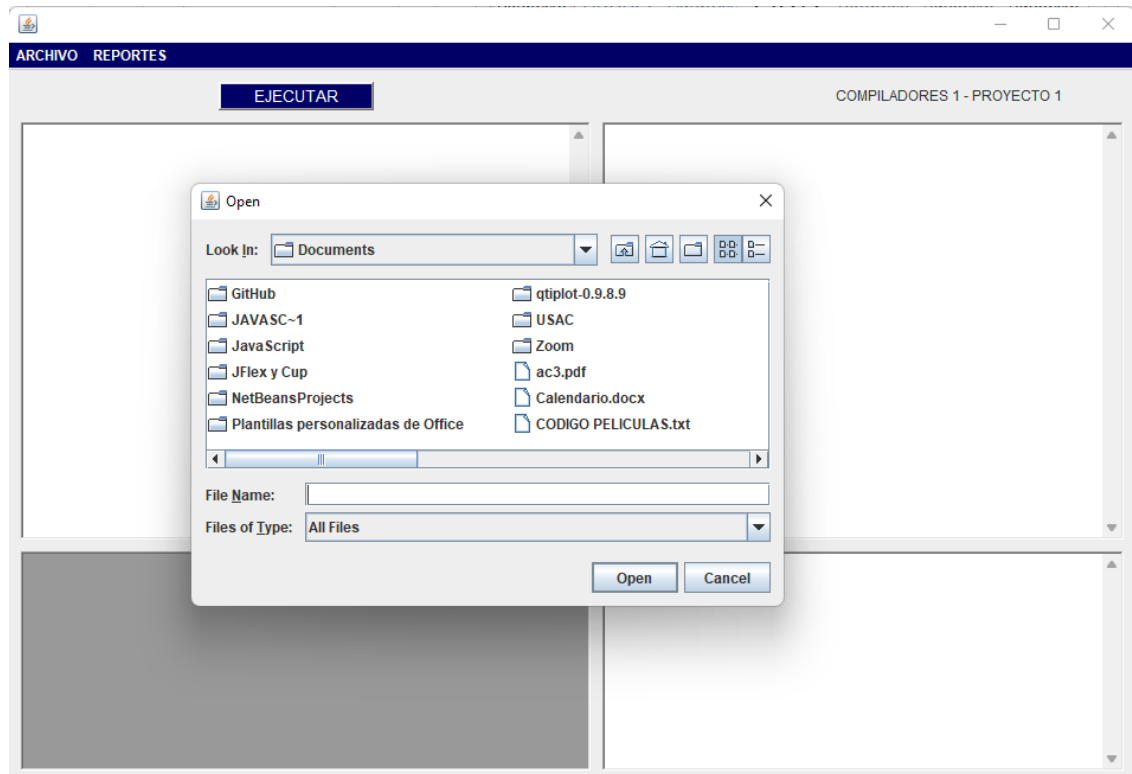 ARCHIVO REPORTES
EJECUTAR
COMPILADORES 1 - PROYECTO 1
Open
Look In: Documents
GitHub
JAVASC~1
JavaScript
JFlex y Cup
NetBeansProjects
Plantillas personalizadas de Office
qtiplot-0.9.8.9
USAC
Zoom
ac3.pdf
Calendario.docx
CODIGO PELICULAS.txt
File Name:
Files of Type: All Files
Open Cancel